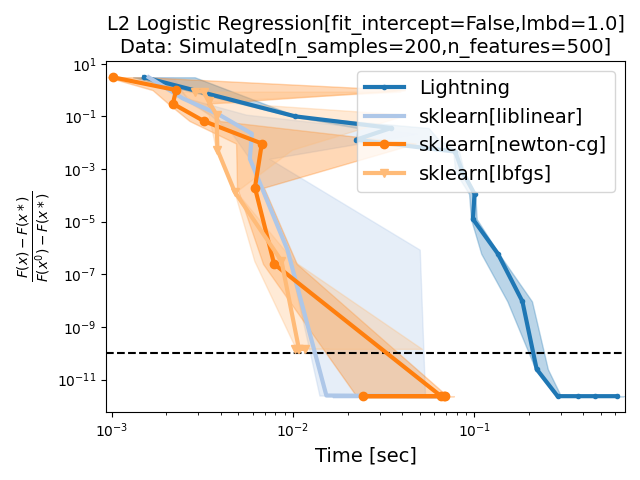 L2 Logistic Regression[fit_intercept=False,lmbd=1.0]
Data: Simulated[n_samples=200,n_features=500]
10^1
10^-1
10^-3
10^-5
10^-7
10^-9
10^-11
F(x) − F(x*)
F(x^0) − F(x*)
Lightning
sklearn[liblinear]
sklearn[newton-cg]
sklearn[lbfgs]
10^-3
10^-2
10^-1
Time [sec]